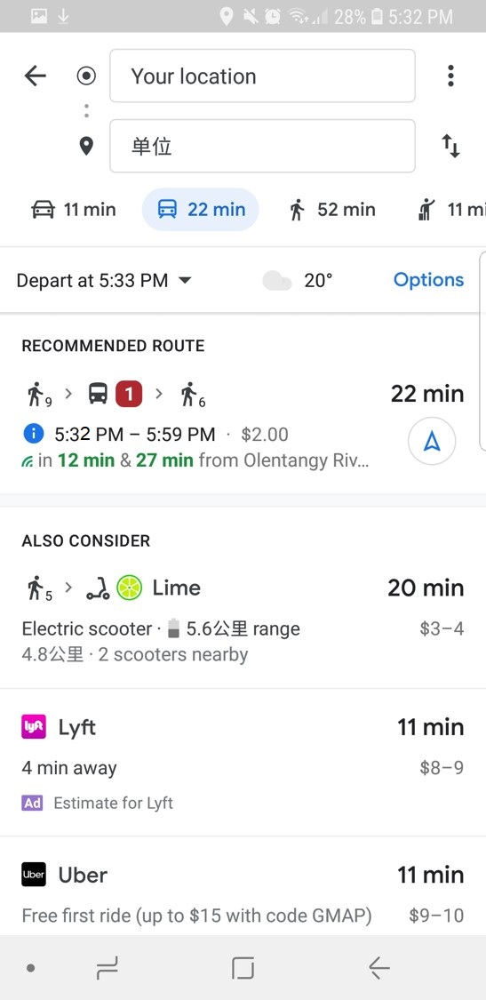 28% 5:32 PM
Your location
单位
11 min 22 min 52 min 11 mi
Depart at 5:33 PM 20° Options
RECOMMENDED ROUTE
9 > 1 > 6 22 min
5:32 PM – 5:59 PM · $2.00
in 12 min & 27 min from Olentangy Riv...
ALSO CONSIDER
5 > Lime 20 min
Electric scooter · 5.6公里 range $3–4
4.8公里 · 2 scooters nearby
lyft Lyft 11 min
4 min away $8–9
Ad Estimate for Lyft
Uber Uber 11 min
Free first ride (up to $15 with code GMAP) $9–10